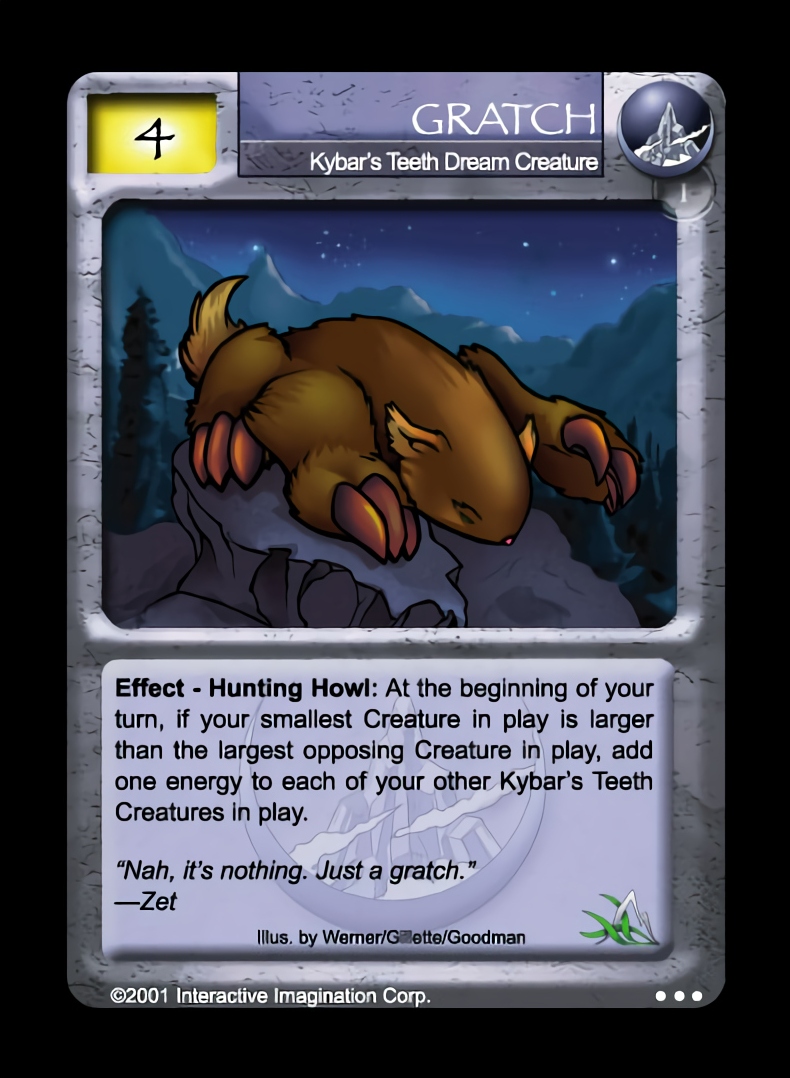 4
GRATCH
Kybar's Teeth Dream Creature
I
Effect - Hunting Howl: At the beginning of your
turn, if your smallest Creature in play is larger
than the largest opposing Creature in play, add
one energy to each of your other Kybar's Teeth
Creatures in play.
“Nah, it's nothing. Just a gratch.”
—Zet
Illus. by Werner/ /Goodman
©2001 Interactive Imagination Corp.